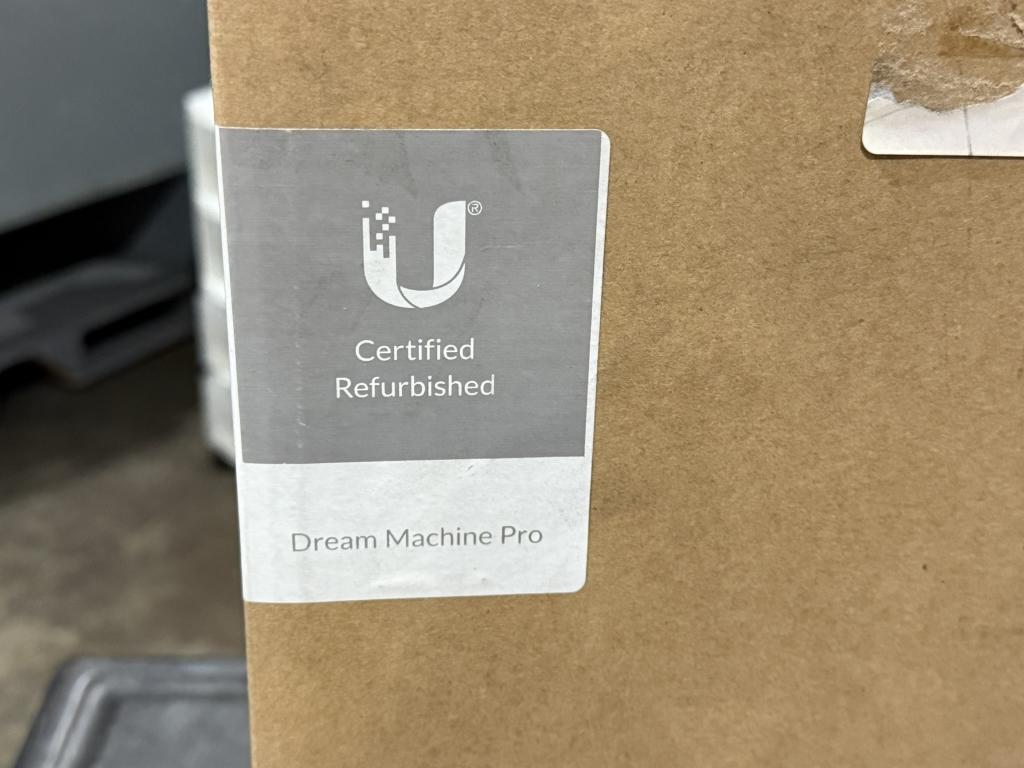 ®
Certified
Refurbished
Dream Machine Pro